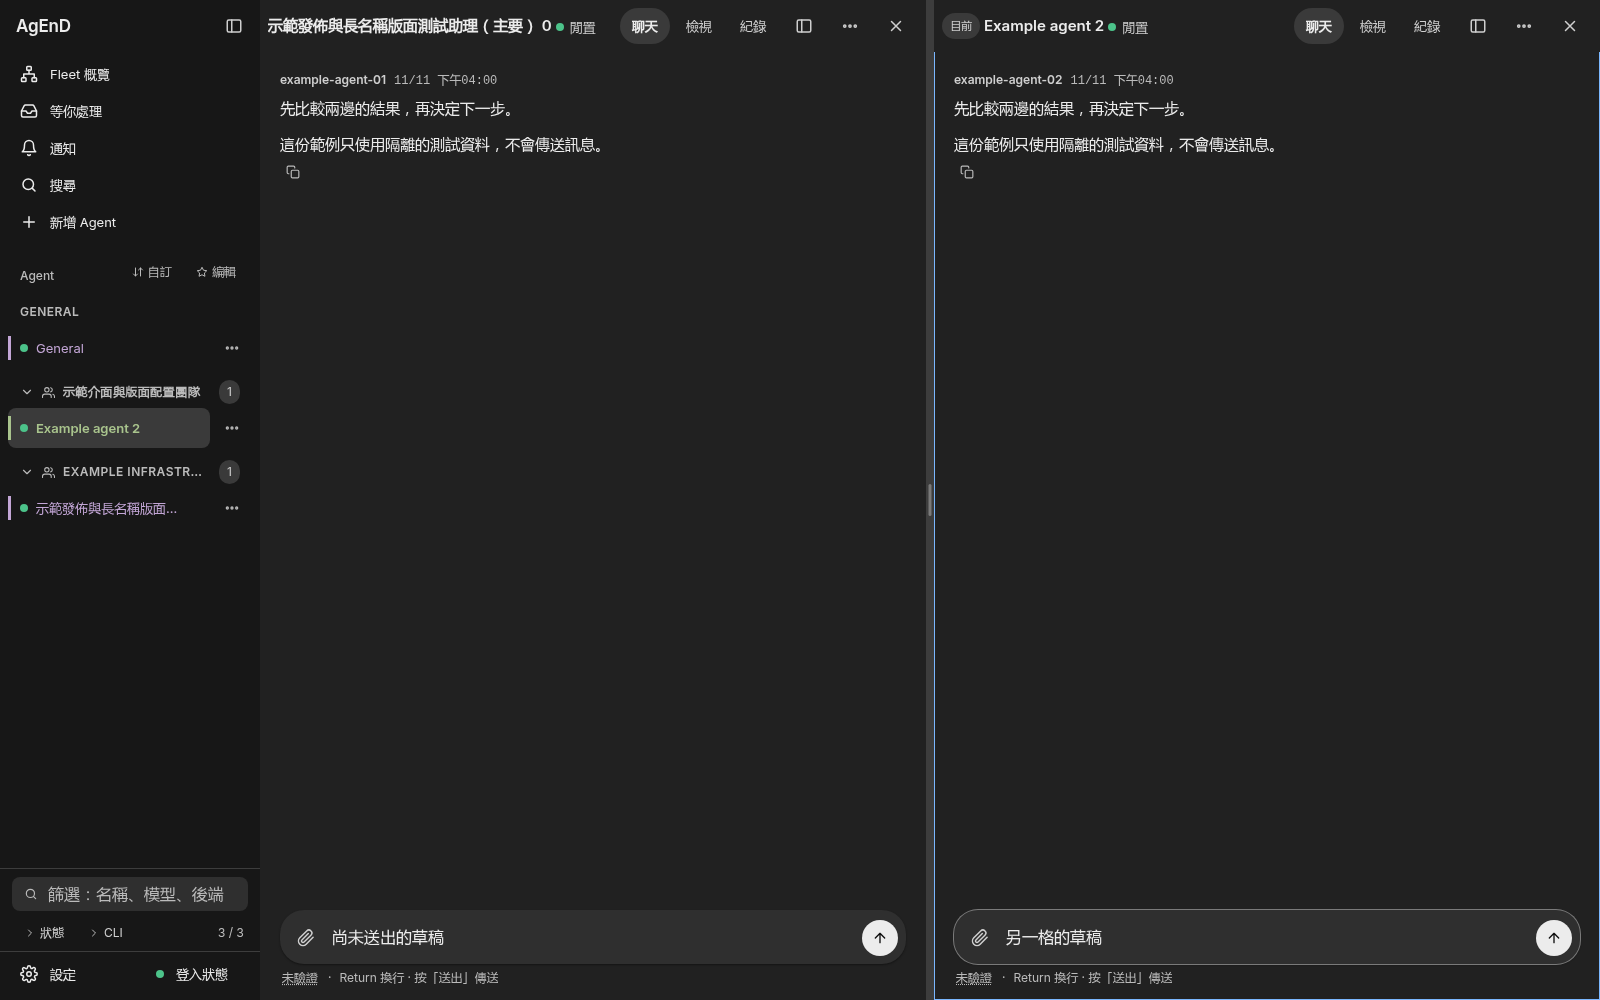 AgEnD
Fleet 概覽
等你處理
通知
搜尋
新增 Agent
Agent 自訂 編輯
GENERAL
General
示範介面與版面配置團隊 1
Example agent 2
EXAMPLE INFRASTR... 1
示範發佈與長名稱版面...
篩選：名稱、模型、後端
狀態 CLI 3 / 3
設定 登入狀態
示範發佈與長名稱版面測試助理（主要）0 閒置 聊天 檢視 紀錄
example-agent-01 11/11 下午04:00
先比較兩邊的結果，再決定下一步。
這份範例只使用隔離的測試資料，不會傳送訊息。
尚未送出的草稿
未驗證 · Return 換行 · 按「送出」傳送
目前 Example agent 2 閒置 聊天 檢視 紀錄
example-agent-02 11/11 下午04:00
先比較兩邊的結果，再決定下一步。
這份範例只使用隔離的測試資料，不會傳送訊息。
另一格的草稿
未驗證 · Return 換行 · 按「送出」傳送